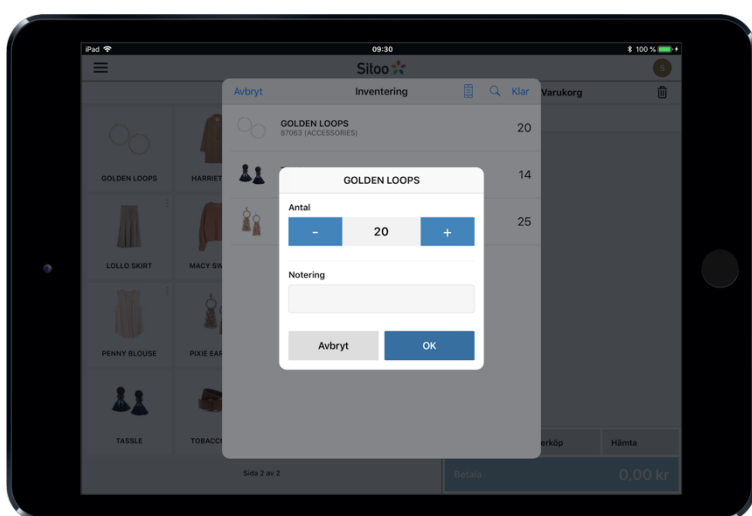 iPad
09:30
100 %
Sitoo
S
Avbryt
Inventering
Klar
Varukorg
GOLDEN LOOPS
87063 (ACCESSORIES)
20
14
25
GOLDEN LOOPS
Antal
-
20
+
Notering
Avbryt
OK
GOLDEN LOOPS
HARRIET
LOLLO SKIRT
MACY SW
PENNY BLOUSE
PIXIE EAR
TASSLE
TOBACCO
Sida 2 av 2
erköp
Hämta
Betala
0,00 kr